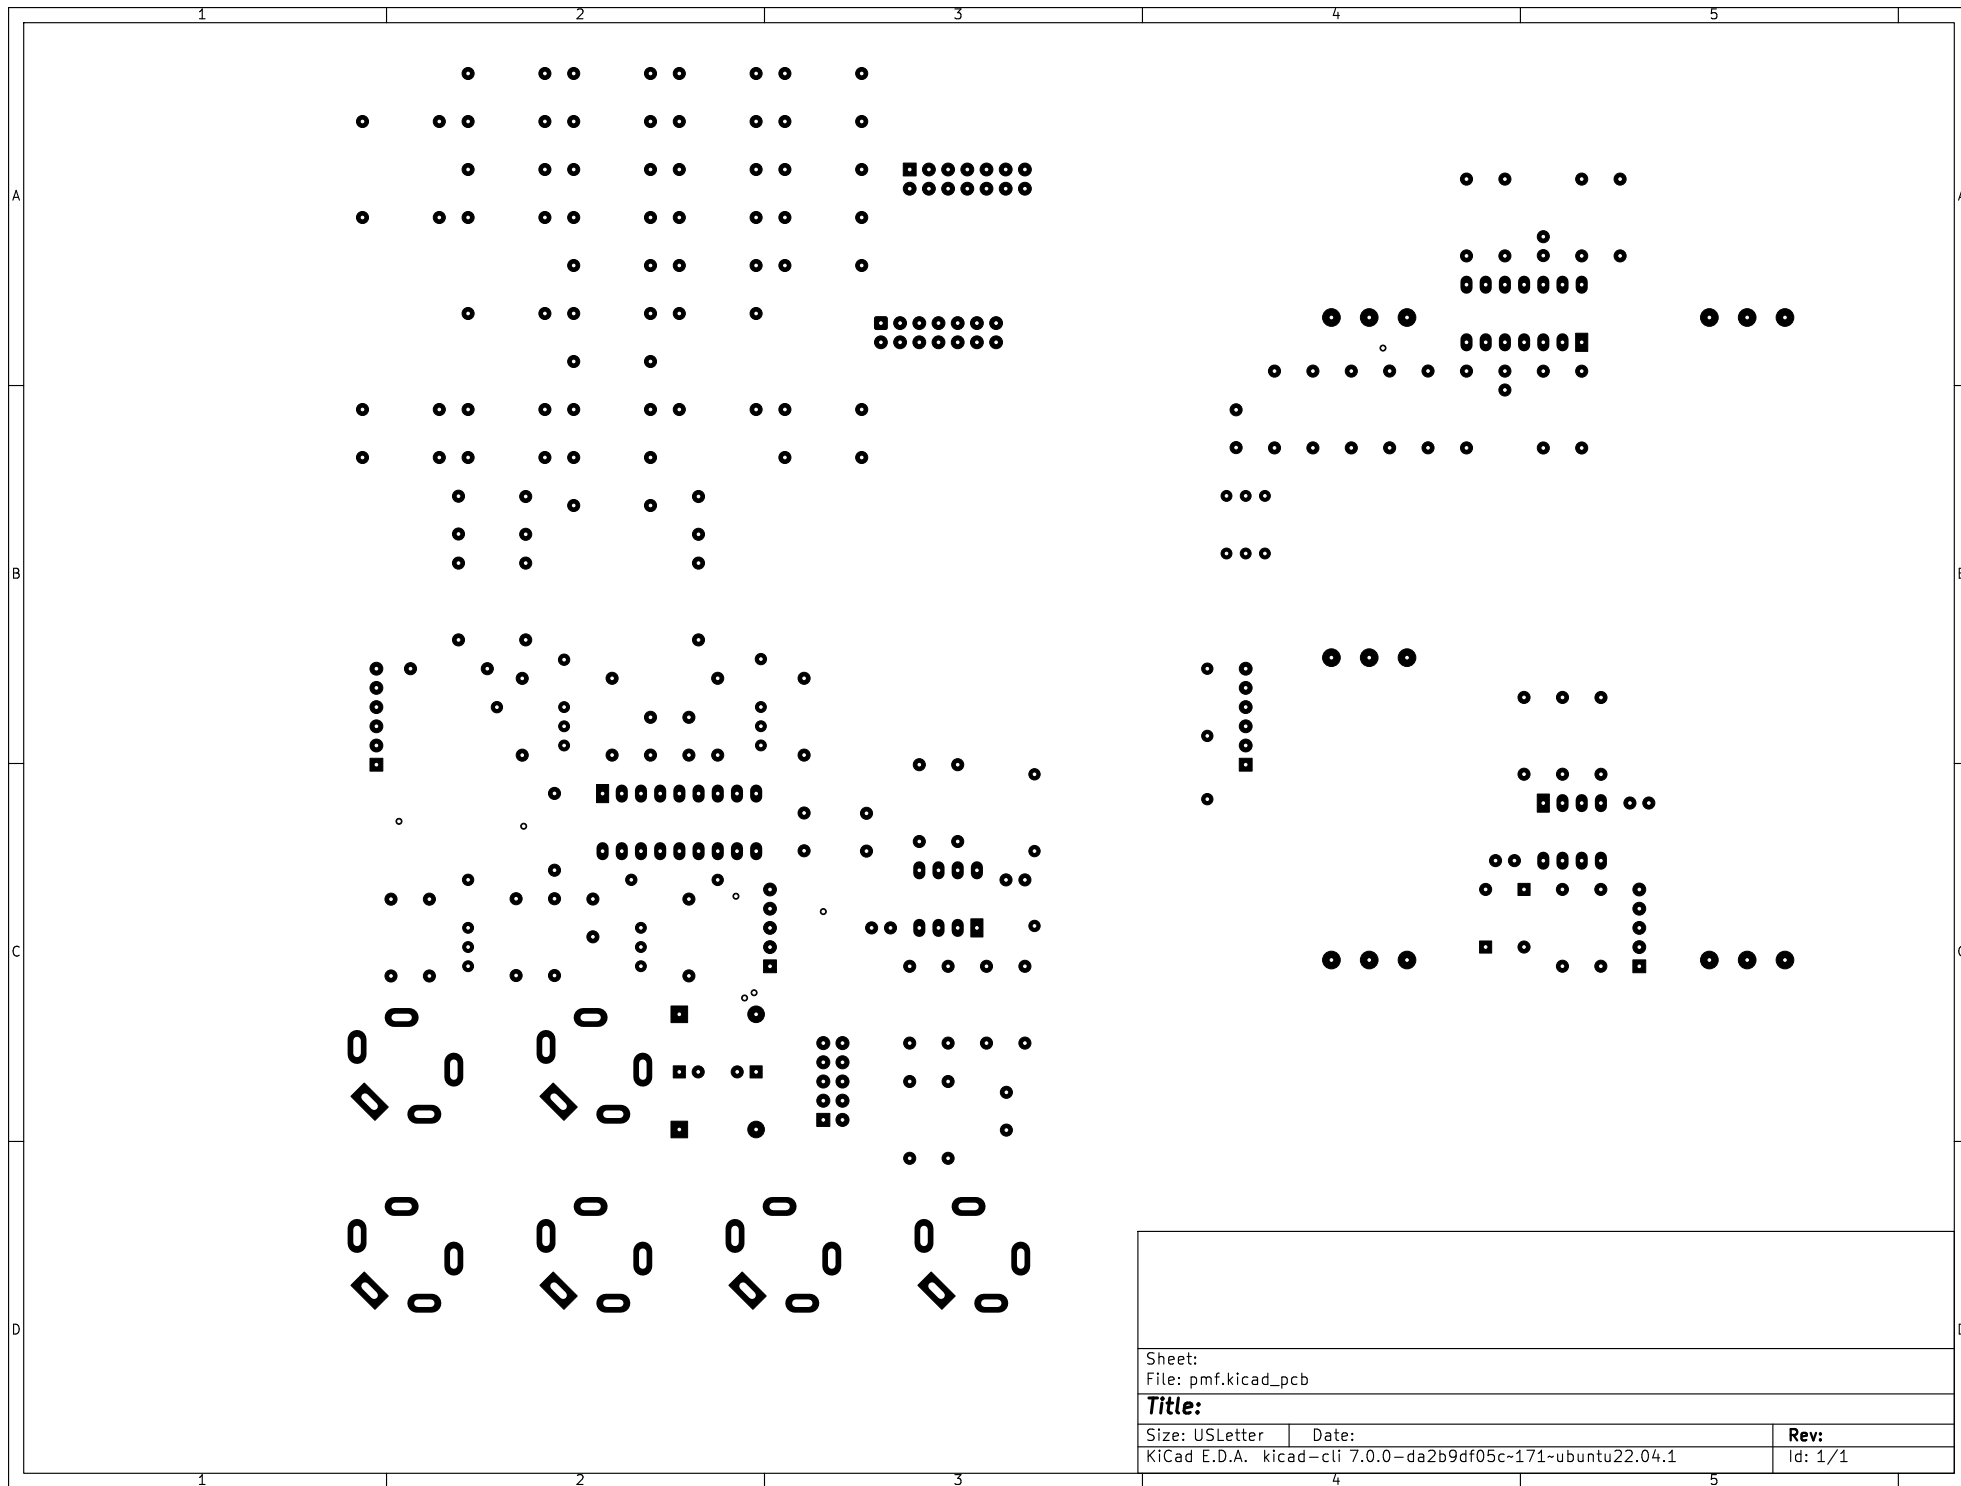 1 2 3 4 5
A A
B B
C C
D D
Sheet:
File: pmf.kicad_pcb
Title:
Size: USLetter Date: Rev:
KiCad E.D.A. kicad-cli 7.0.0-da2b9df05c~171~ubuntu22.04.1 Id: 1/1
1 2 3 4 5